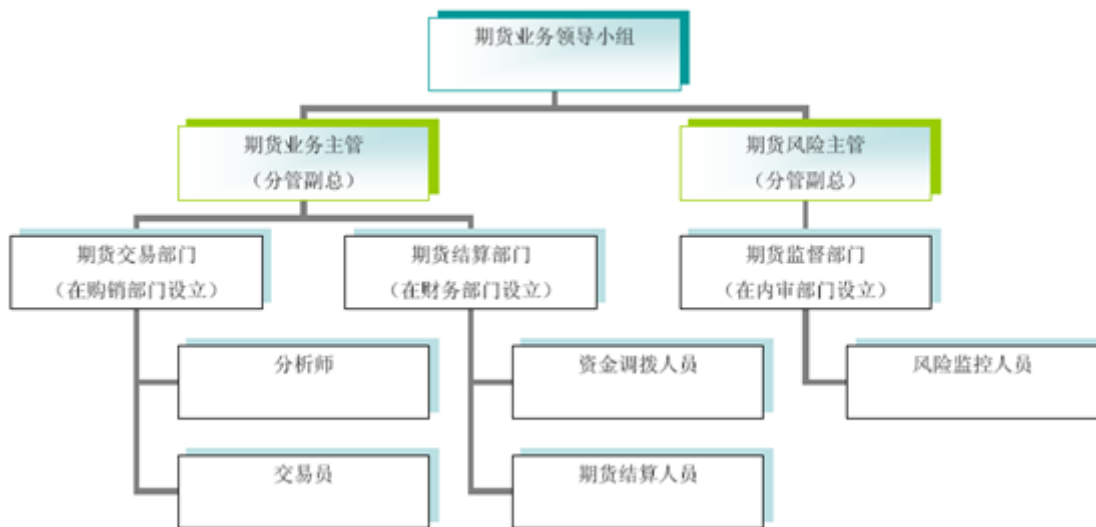 期货业务领导小组
期货业务主管
（分管副总）
期货风险主管
（分管副总）
期货交易部门
（在购销部门设立）
期货结算部门
（在财务部门设立）
期货监督部门
（在内审部门设立）
分析师
资金调拨人员
风险监控人员
交易员
期货结算人员